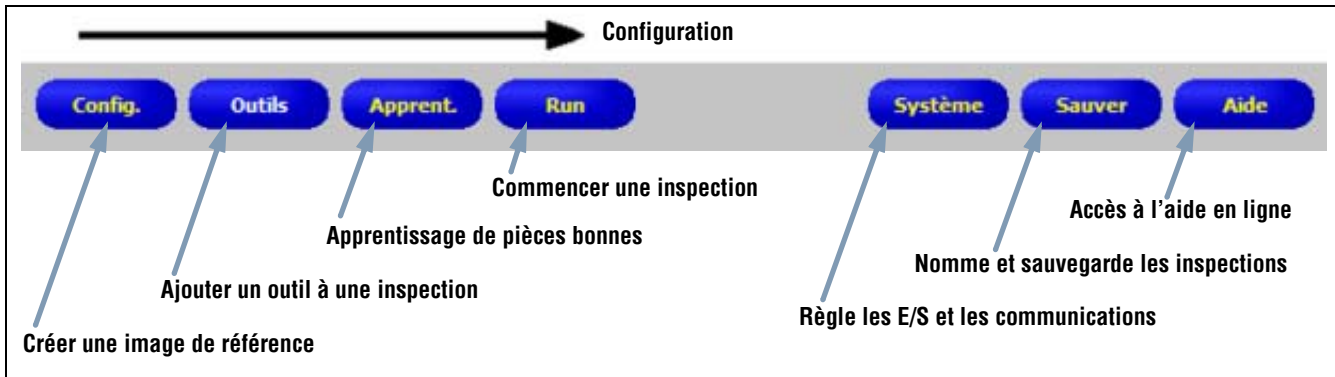 Configuration
Config. Outils Apprent. Run Système Sauver Aide
Commencer une inspection
Accès à l'aide en ligne
Apprentissage de pièces bonnes
Nomme et sauvegarde les inspections
Ajouter un outil à une inspection
Règle les E/S et les communications
Créer une image de référence